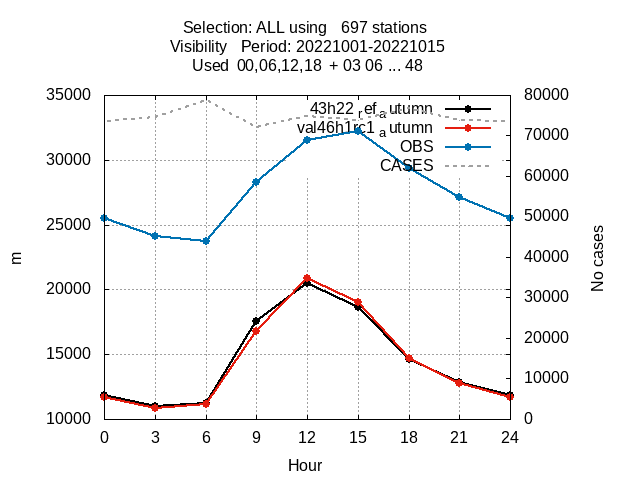 Selection: ALL using 697 stations
Visibility Period: 20221001-20221015
Used 00,06,12,18 + 03 06 ... 48
35000
30000
25000
20000
15000
10000
m
80000
70000
60000
50000
40000
30000
20000
10000
0
No cases
43h22_ref_autumn
val46h1rc1_autumn
OBS
CASES
0 3 6 9 12 15 18 21 24
Hour